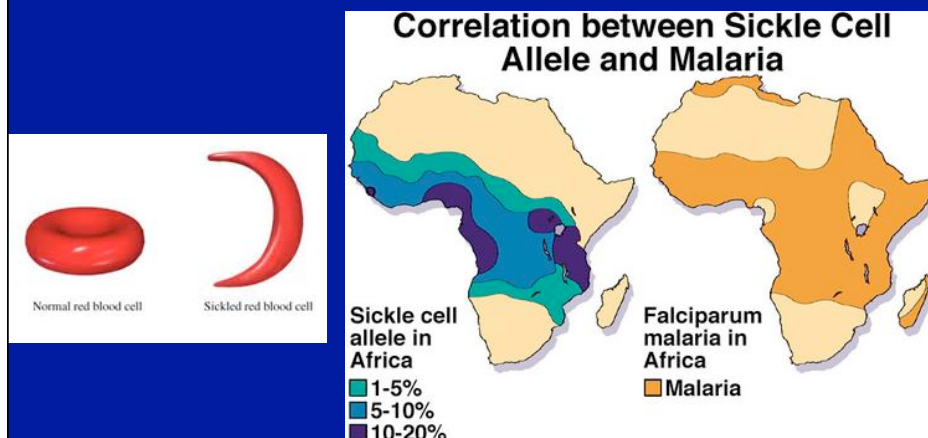 Correlation between Sickle Cell
Allele and Malaria
Normal red blood cell
Sickled red blood cell
Sickle cell
allele in
Africa
1-5%
5-10%
10-20%
Falciparum
malaria in
Africa
Malaria